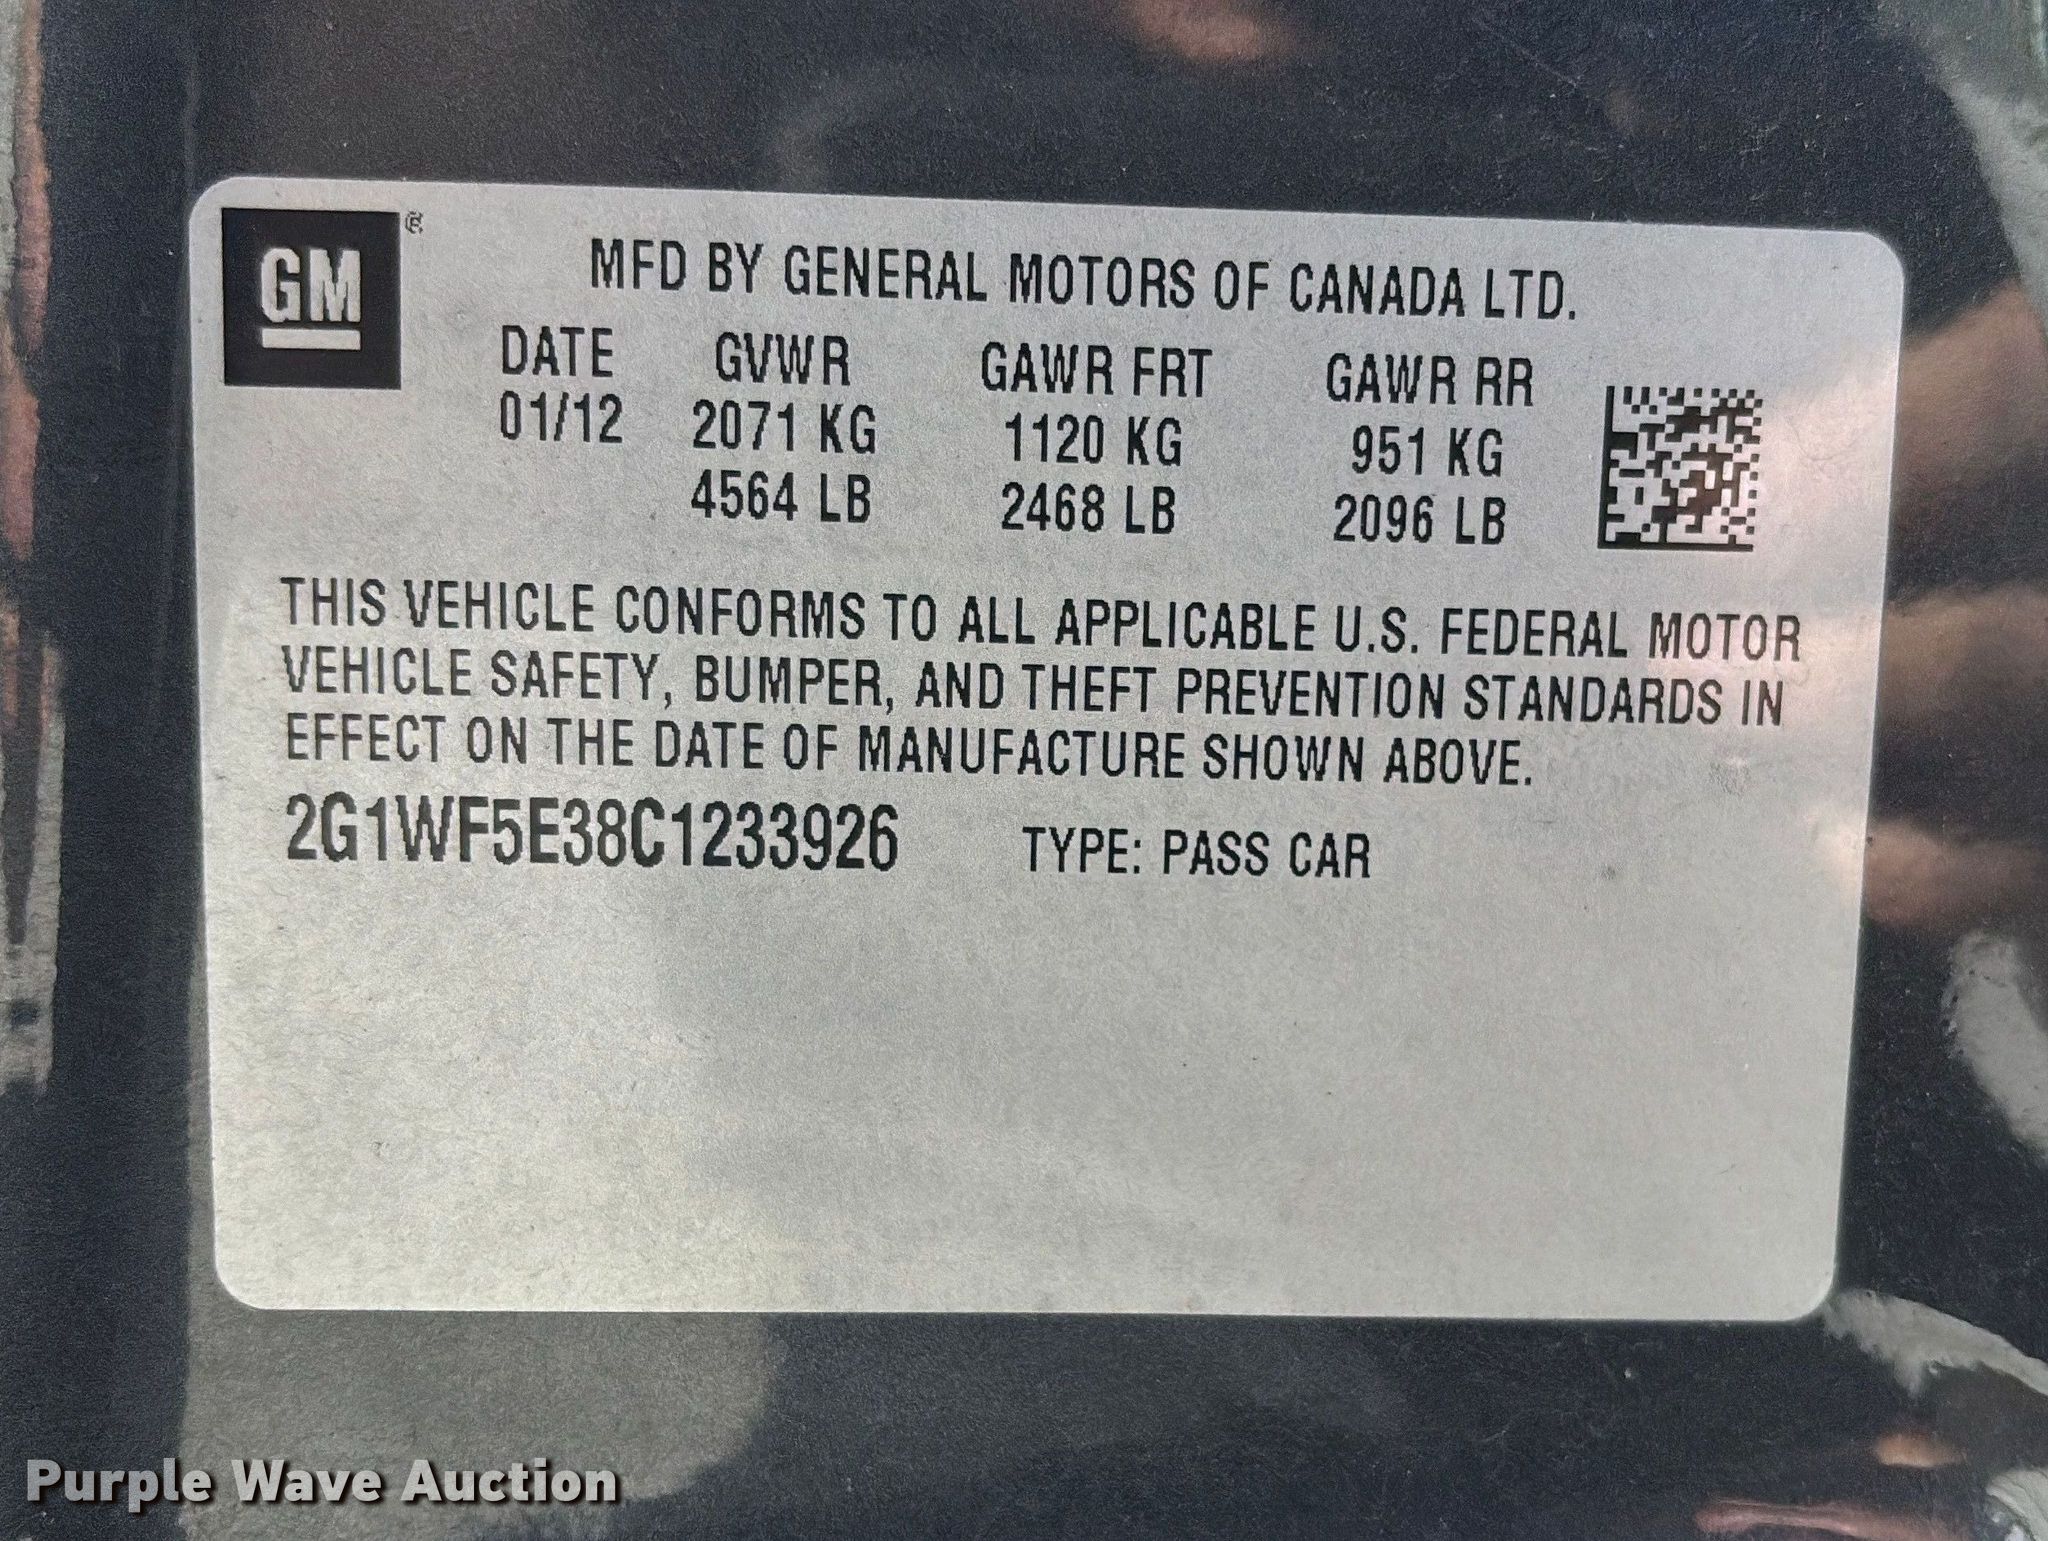 GM
MFD BY GENERAL MOTORS OF CANADA LTD.
DATE GVWR GAWR FRT GAWR RR
01/12 2071 KG 1120 KG 951 KG
4564 LB 2468 LB 2096 LB
THIS VEHICLE CONFORMS TO ALL APPLICABLE U.S. FEDERAL MOTOR
VEHICLE SAFETY, BUMPER, AND THEFT PREVENTION STANDARDS IN
EFFECT ON THE DATE OF MANUFACTURE SHOWN ABOVE.
2G1WF5E38C1233926 TYPE: PASS CAR
Purple Wave Auction